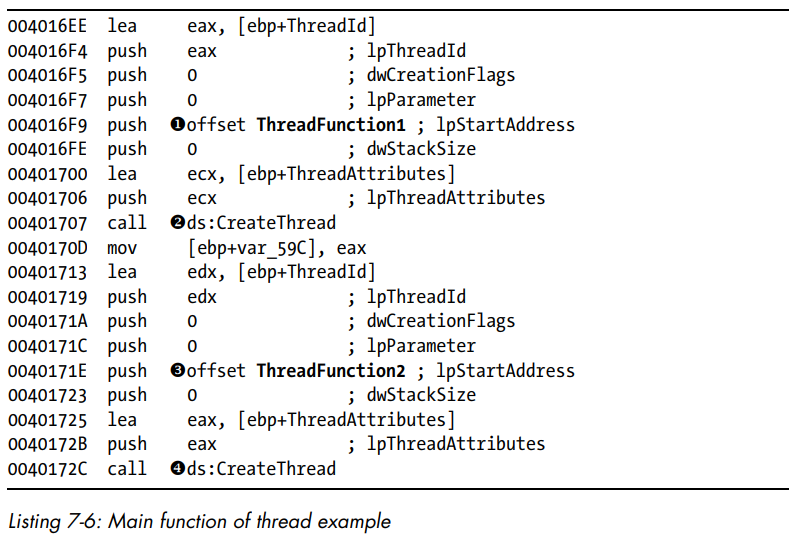 004016EE lea eax, [ebp+ThreadId]
004016F4 push eax ; lpThreadId
004016F5 push 0 ; dwCreationFlags
004016F7 push 0 ; lpParameter
004016F9 push ❶offset ThreadFunction1 ; lpStartAddress
004016FE push 0 ; dwStackSize
00401700 lea ecx, [ebp+ThreadAttributes]
00401706 push ecx ; lpThreadAttributes
00401707 call ❷ds:CreateThread
0040170D mov [ebp+var_59C], eax
00401713 lea edx, [ebp+ThreadId]
00401719 push edx ; lpThreadId
0040171A push 0 ; dwCreationFlags
0040171C push 0 ; lpParameter
0040171E push ❸offset ThreadFunction2 ; lpStartAddress
00401723 push 0 ; dwStackSize
00401725 lea eax, [ebp+ThreadAttributes]
0040172B push eax ; lpThreadAttributes
0040172C call ❹ds:CreateThread
Listing 7-6: Main function of thread example